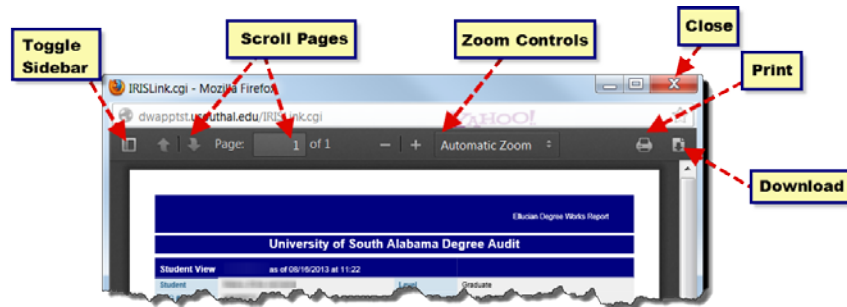 Toggle
Sidebar
Scroll Pages
Zoom Controls
Close
Print
Download
IRISLink.cgi - Mozilla Firefox
YAHOO!
Page: 1 of 1
Automatic Zoom
Ellucian Degree Works Report
University of South Alabama Degree Audit
Student View as of 08/16/2013 at 11:22
Student Level Graduate